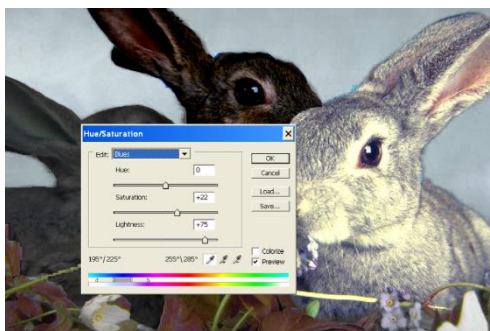 Hue/Saturation
Edit: Blues
OK
Hue: 0
Cancel
Load...
Saturation: +22
Save...
Lightness: +75
Colorize
195°/225° 255°\285° Preview